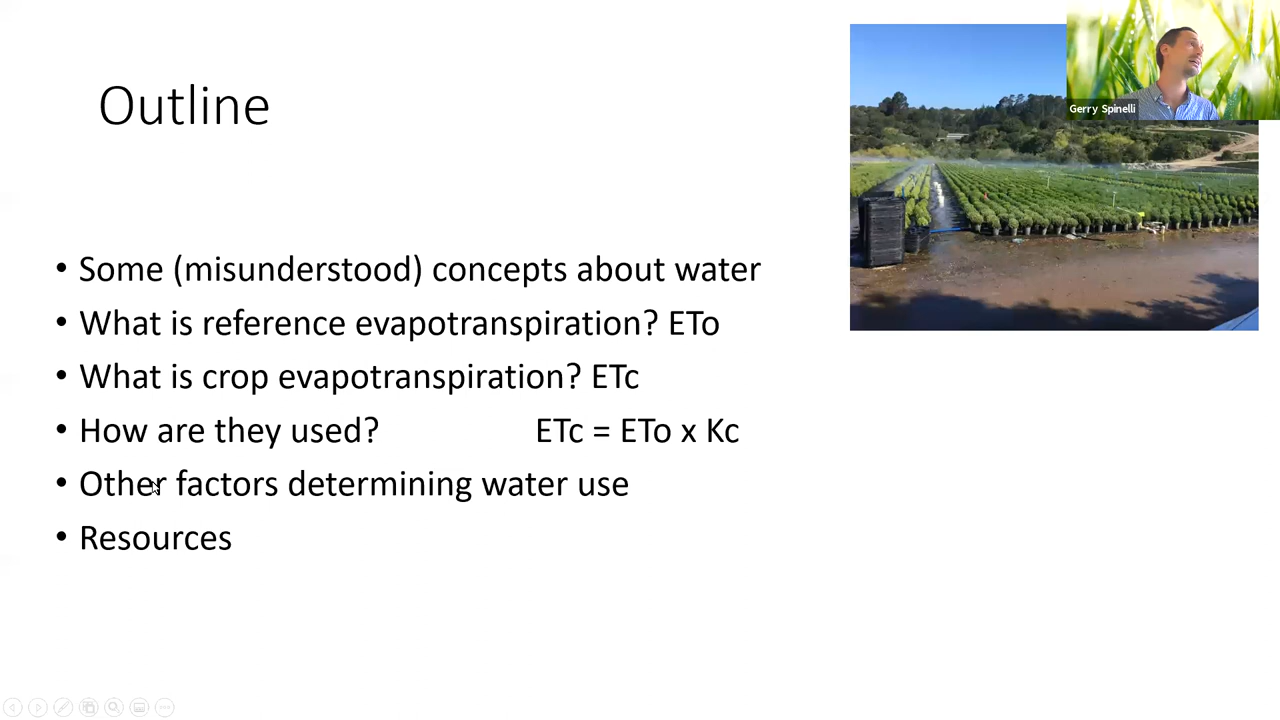 Outline
Gerry Spinelli
• Some (misunderstood) concepts about water
• What is reference evapotranspiration? ETo
• What is crop evapotranspiration? ETc
• How are they used? ETc = ETo x Kc
• Other factors determining water use
• Resources